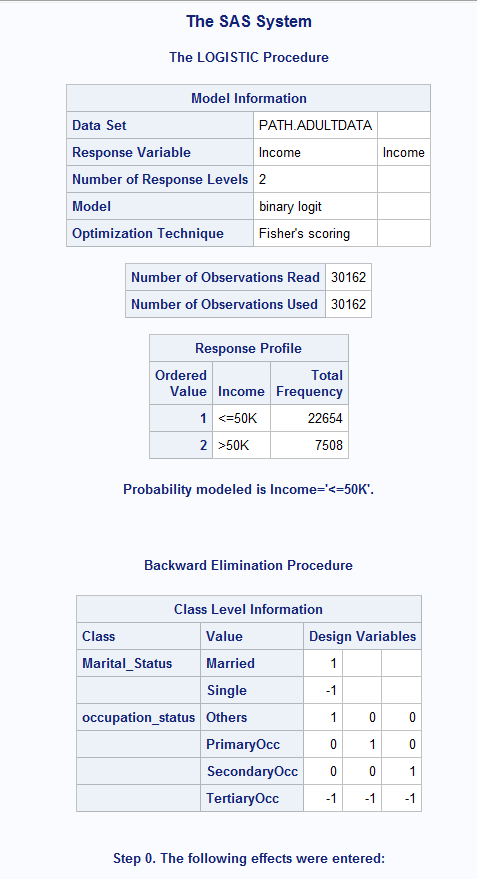 The SAS System
The LOGISTIC Procedure
Model Information
Data Set PATH.ADULTDATA
Response Variable Income Income
Number of Response Levels 2
Model binary logit
Optimization Technique Fisher's scoring
Number of Observations Read 30162
Number of Observations Used 30162
Response Profile
Ordered Total
Value Income Frequency
1 <=50K 22654
2 >50K 7508
Probability modeled is Income='<=50K'.
Backward Elimination Procedure
Class Level Information
Class Value Design Variables
Marital_Status Married 1
Single -1
occupation_status Others 1 0 0
PrimaryOcc 0 1 0
SecondaryOcc 0 0 1
TertiaryOcc -1 -1 -1
Step 0. The following effects were entered: